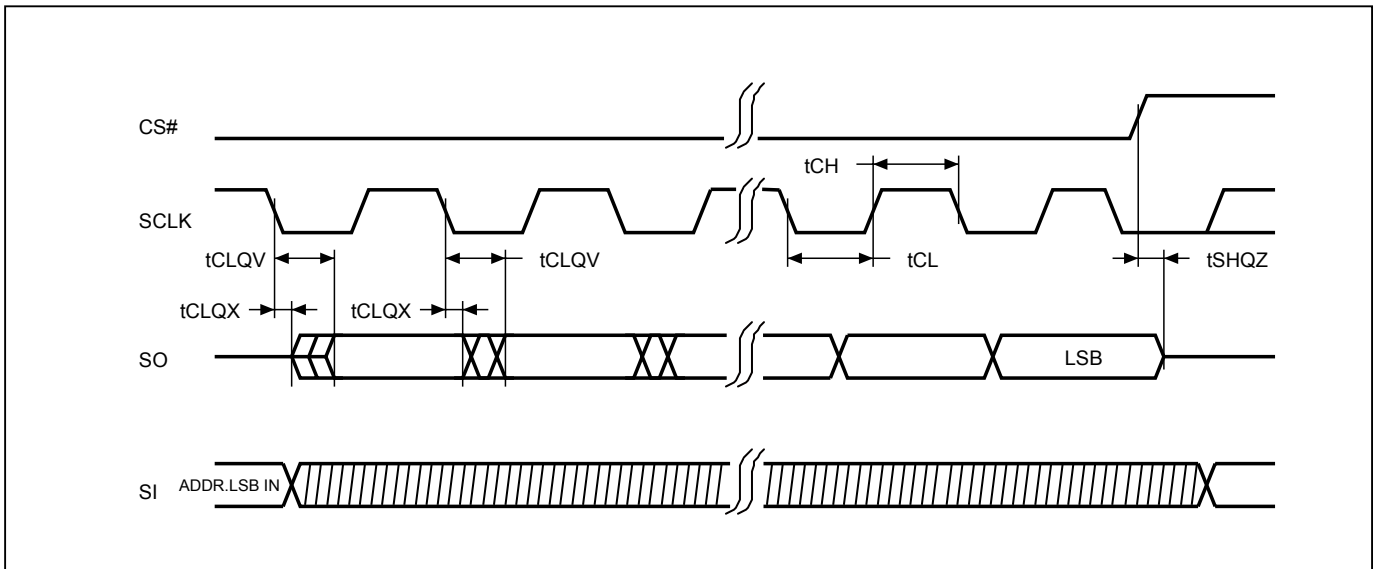 CS#
tCH
SCLK
tCLQV
tCLQV
tCL
tSHQZ
tCLQX
tCLQX
SO
LSB
SI
ADDR.LSB IN